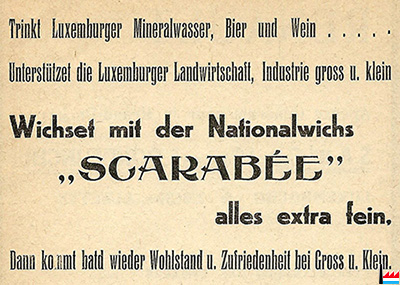 Trinkt Luxemburger Mineralwasser, Bier und Wein . . . . .
Unterstützet die Luxemburger Landwirtschaft, Industrie gross u. klein
Wichset mit der Nationalwichs
„SCARABÉE”
alles extra fein,
Dann kommt bald wieder Wohlstand u. Zufriedenheit bei Gross u. Klein.